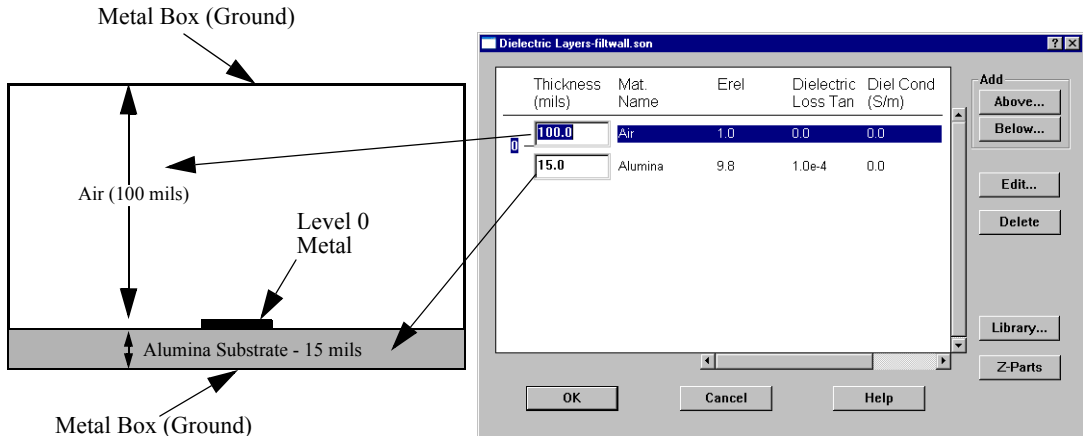 Metal Box (Ground)
Air (100 mils)
Level 0
Metal
Alumina Substrate - 15 mils
Metal Box (Ground)
Dielectric Layers-filtwall.son
Thickness Mat. Erel Dielectric Diel Cond
(mils) Name Loss Tan (S/m)
100.0 Air 1.0 0.0 0.0
0
15.0 Alumina 9.8 1.0e-4 0.0
Add
Above...
Below...
Edit...
Delete
Library...
Z-Parts
OK Cancel Help